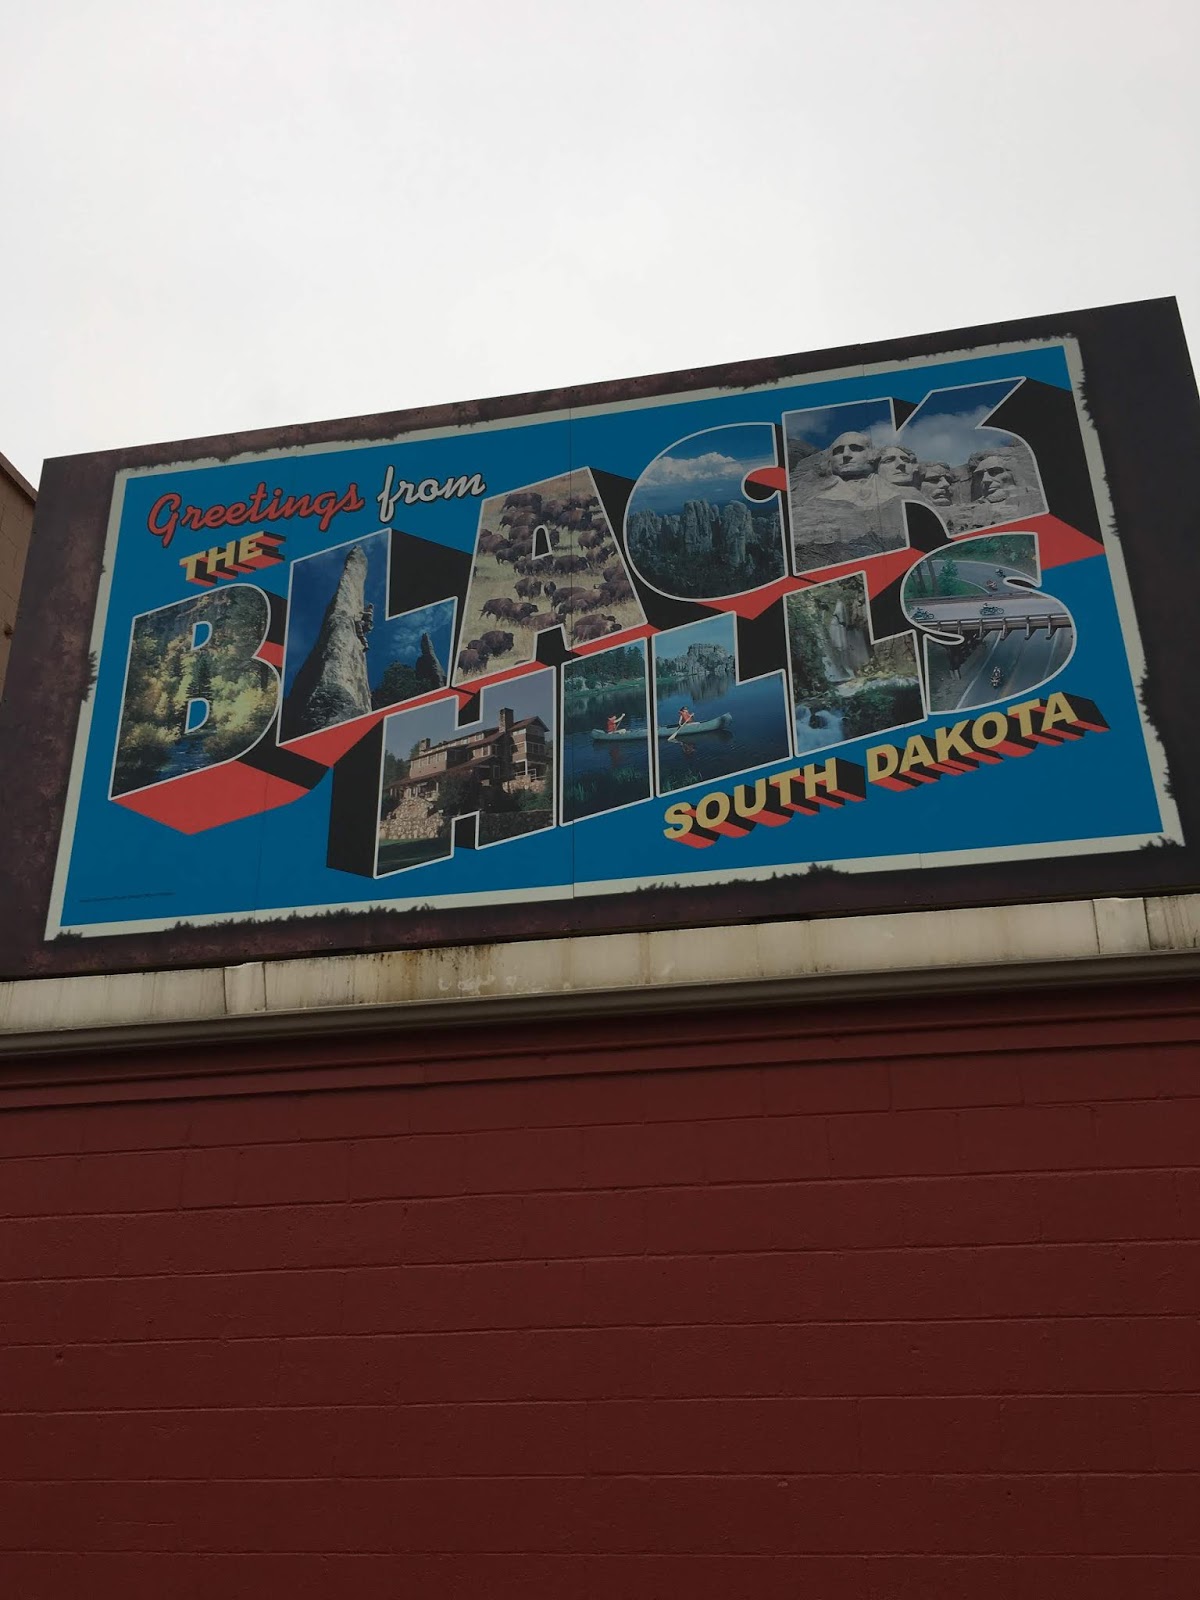 Greetings from
THE
BLACK
HILLS
SOUTH DAKOTA